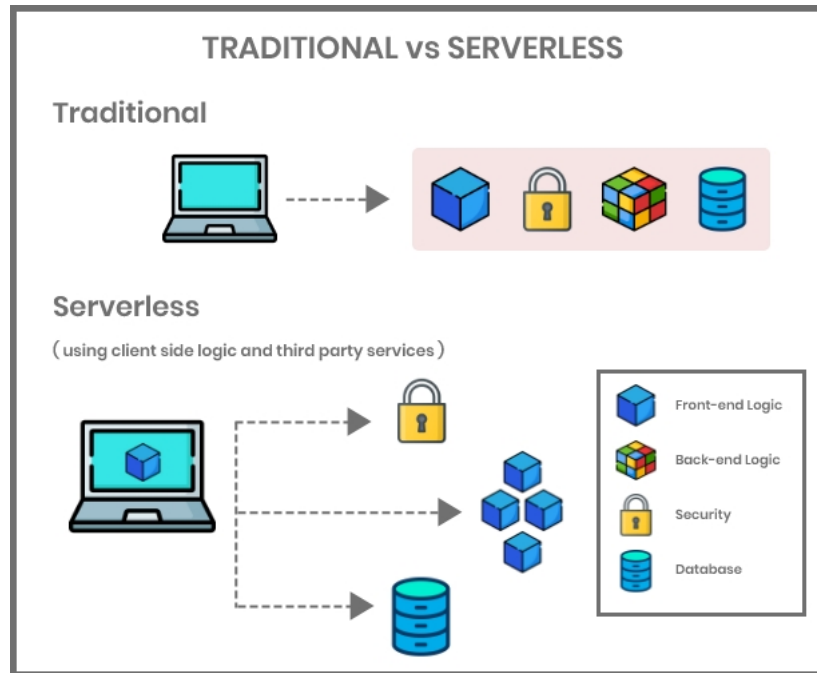 TRADITIONAL vs SERVERLESS
Traditional
Serverless
( using client side logic and third party services )
Front-end Logic
Back-end Logic
Security
Database